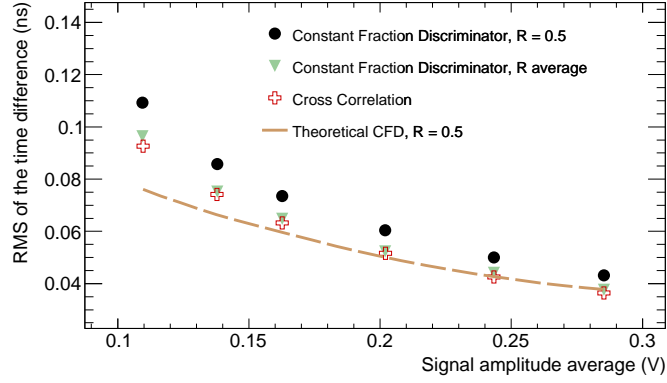 RMS of the time difference (ns)
0.14
0.12
0.1
0.08
0.06
0.04
Constant Fraction Discriminator, R = 0.5
Constant Fraction Discriminator, R average
Cross Correlation
Theoretical CFD, R = 0.5
0.1
0.15
0.2
0.25
0.3
Signal amplitude average (V)